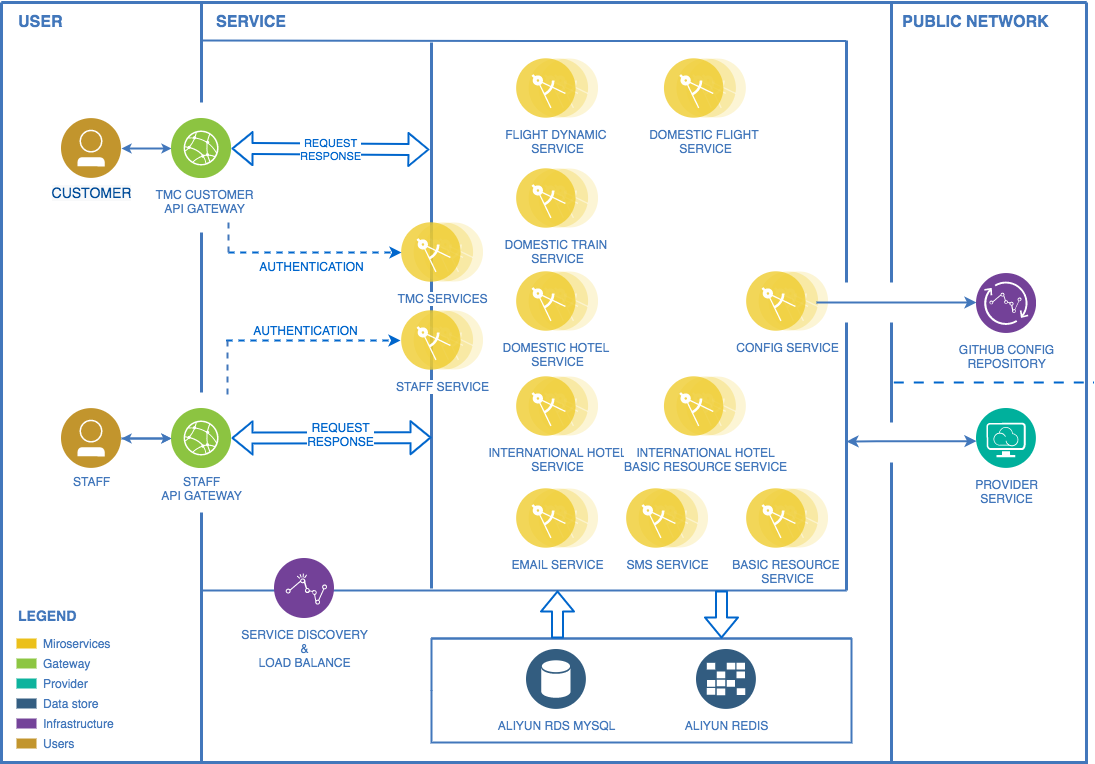 USER
SERVICE
PUBLIC NETWORK
FLIGHT DYNAMIC
SERVICE
DOMESTIC FLIGHT
SERVICE
REQUEST
RESPONSE
CUSTOMER
TMC CUSTOMER
API GATEWAY
DOMESTIC TRAIN
SERVICE
AUTHENTICATION
TMC SERVICES
AUTHENTICATION
DOMESTIC HOTEL
SERVICE
CONFIG SERVICE
GITHUB CONFIG
REPOSITORY
STAFF SERVICE
REQUEST
RESPONSE
STAFF
STAFF
API GATEWAY
INTERNATIONAL HOTEL
SERVICE
INTERNATIONAL HOTEL
BASIC RESOURCE SERVICE
PROVIDER
SERVICE
EMAIL SERVICE
SMS SERVICE
BASIC RESOURCE
SERVICE
SERVICE DISCOVERY
&
LOAD BALANCE
LEGEND
Miroservices
Gateway
Provider
Data store
Infrastructure
Users
ALIYUN RDS MYSQL
ALIYUN REDIS